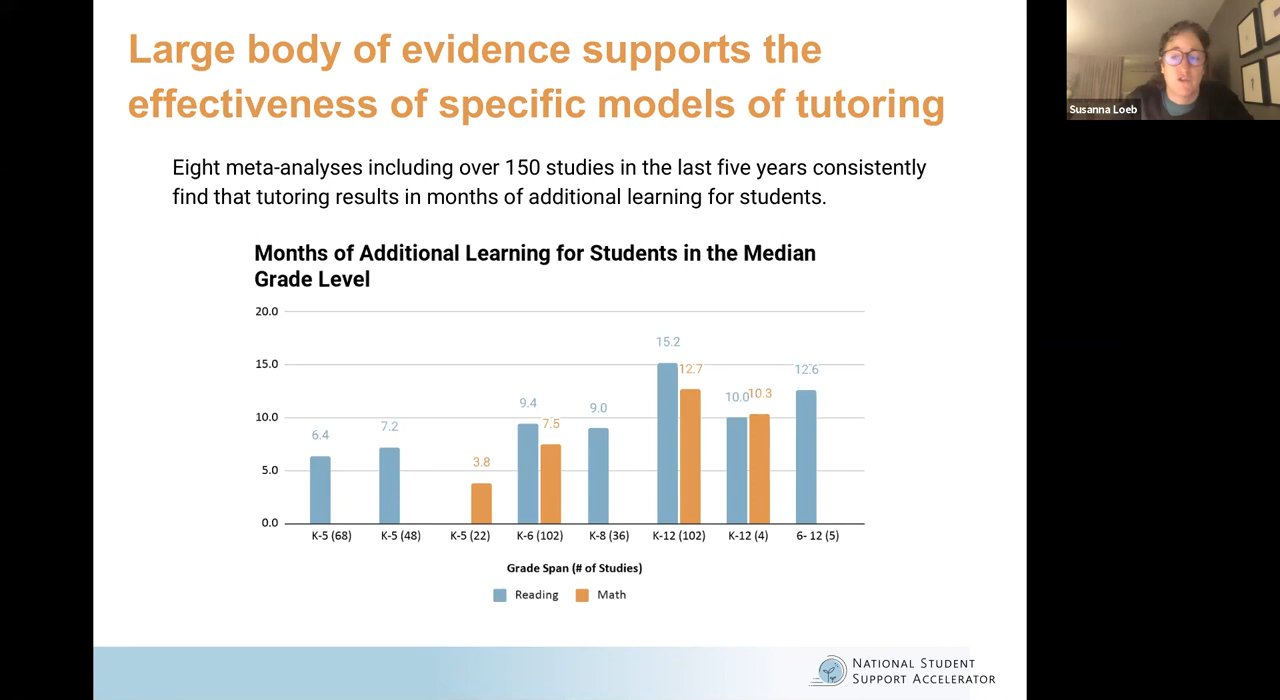 Large body of evidence supports the
effectiveness of specific models of tutoring
Susanna Loeb
Eight meta-analyses including over 150 studies in the last five years consistently
find that tutoring results in months of additional learning for students.
Months of Additional Learning for Students in the Median
Grade Level
20.0
15.0
10.0
5.0
0.0
6.4
7.2
3.8
9.4
7.5
9.0
15.2
12.7
10.0
10.3
12.6
K-5 (68)
K-5 (48)
K-5 (22)
K-6 (102)
K-8 (36)
K-12 (102)
K-12 (4)
6- 12 (5)
Grade Span (# of Studies)
Reading
Math
NATIONAL STUDENT
SUPPORT ACCELERATOR